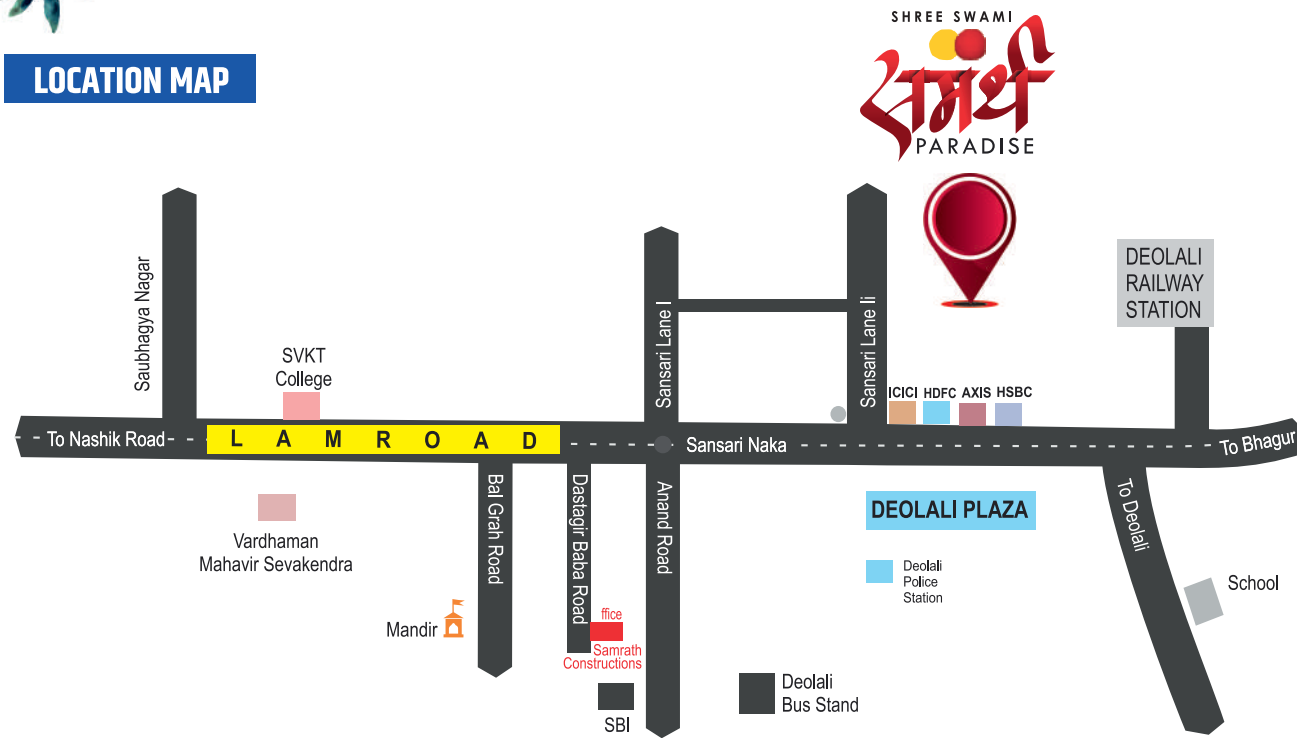 SHREE SWAMI
समर्थ
PARADISE
LOCATION MAP
DEOLALI
RAILWAY
STATION
Saubhagya Nagar
SVKT
College
Sansari Lane I
Sansari Lane Ii
ICICI HDFC AXIS HSBC
To Nashik Road
LAMROAD
Sansari Naka
To Bhagur
Vardhaman
Mahavir Sevakendra
Bal Grah Road
Dastagir Baba Road
Anand Road
DEOLALI PLAZA
To Deolali
Deolali
Police
Station
School
Mandir
ffice
Samrath
Constructions
SBI
Deolali
Bus Stand